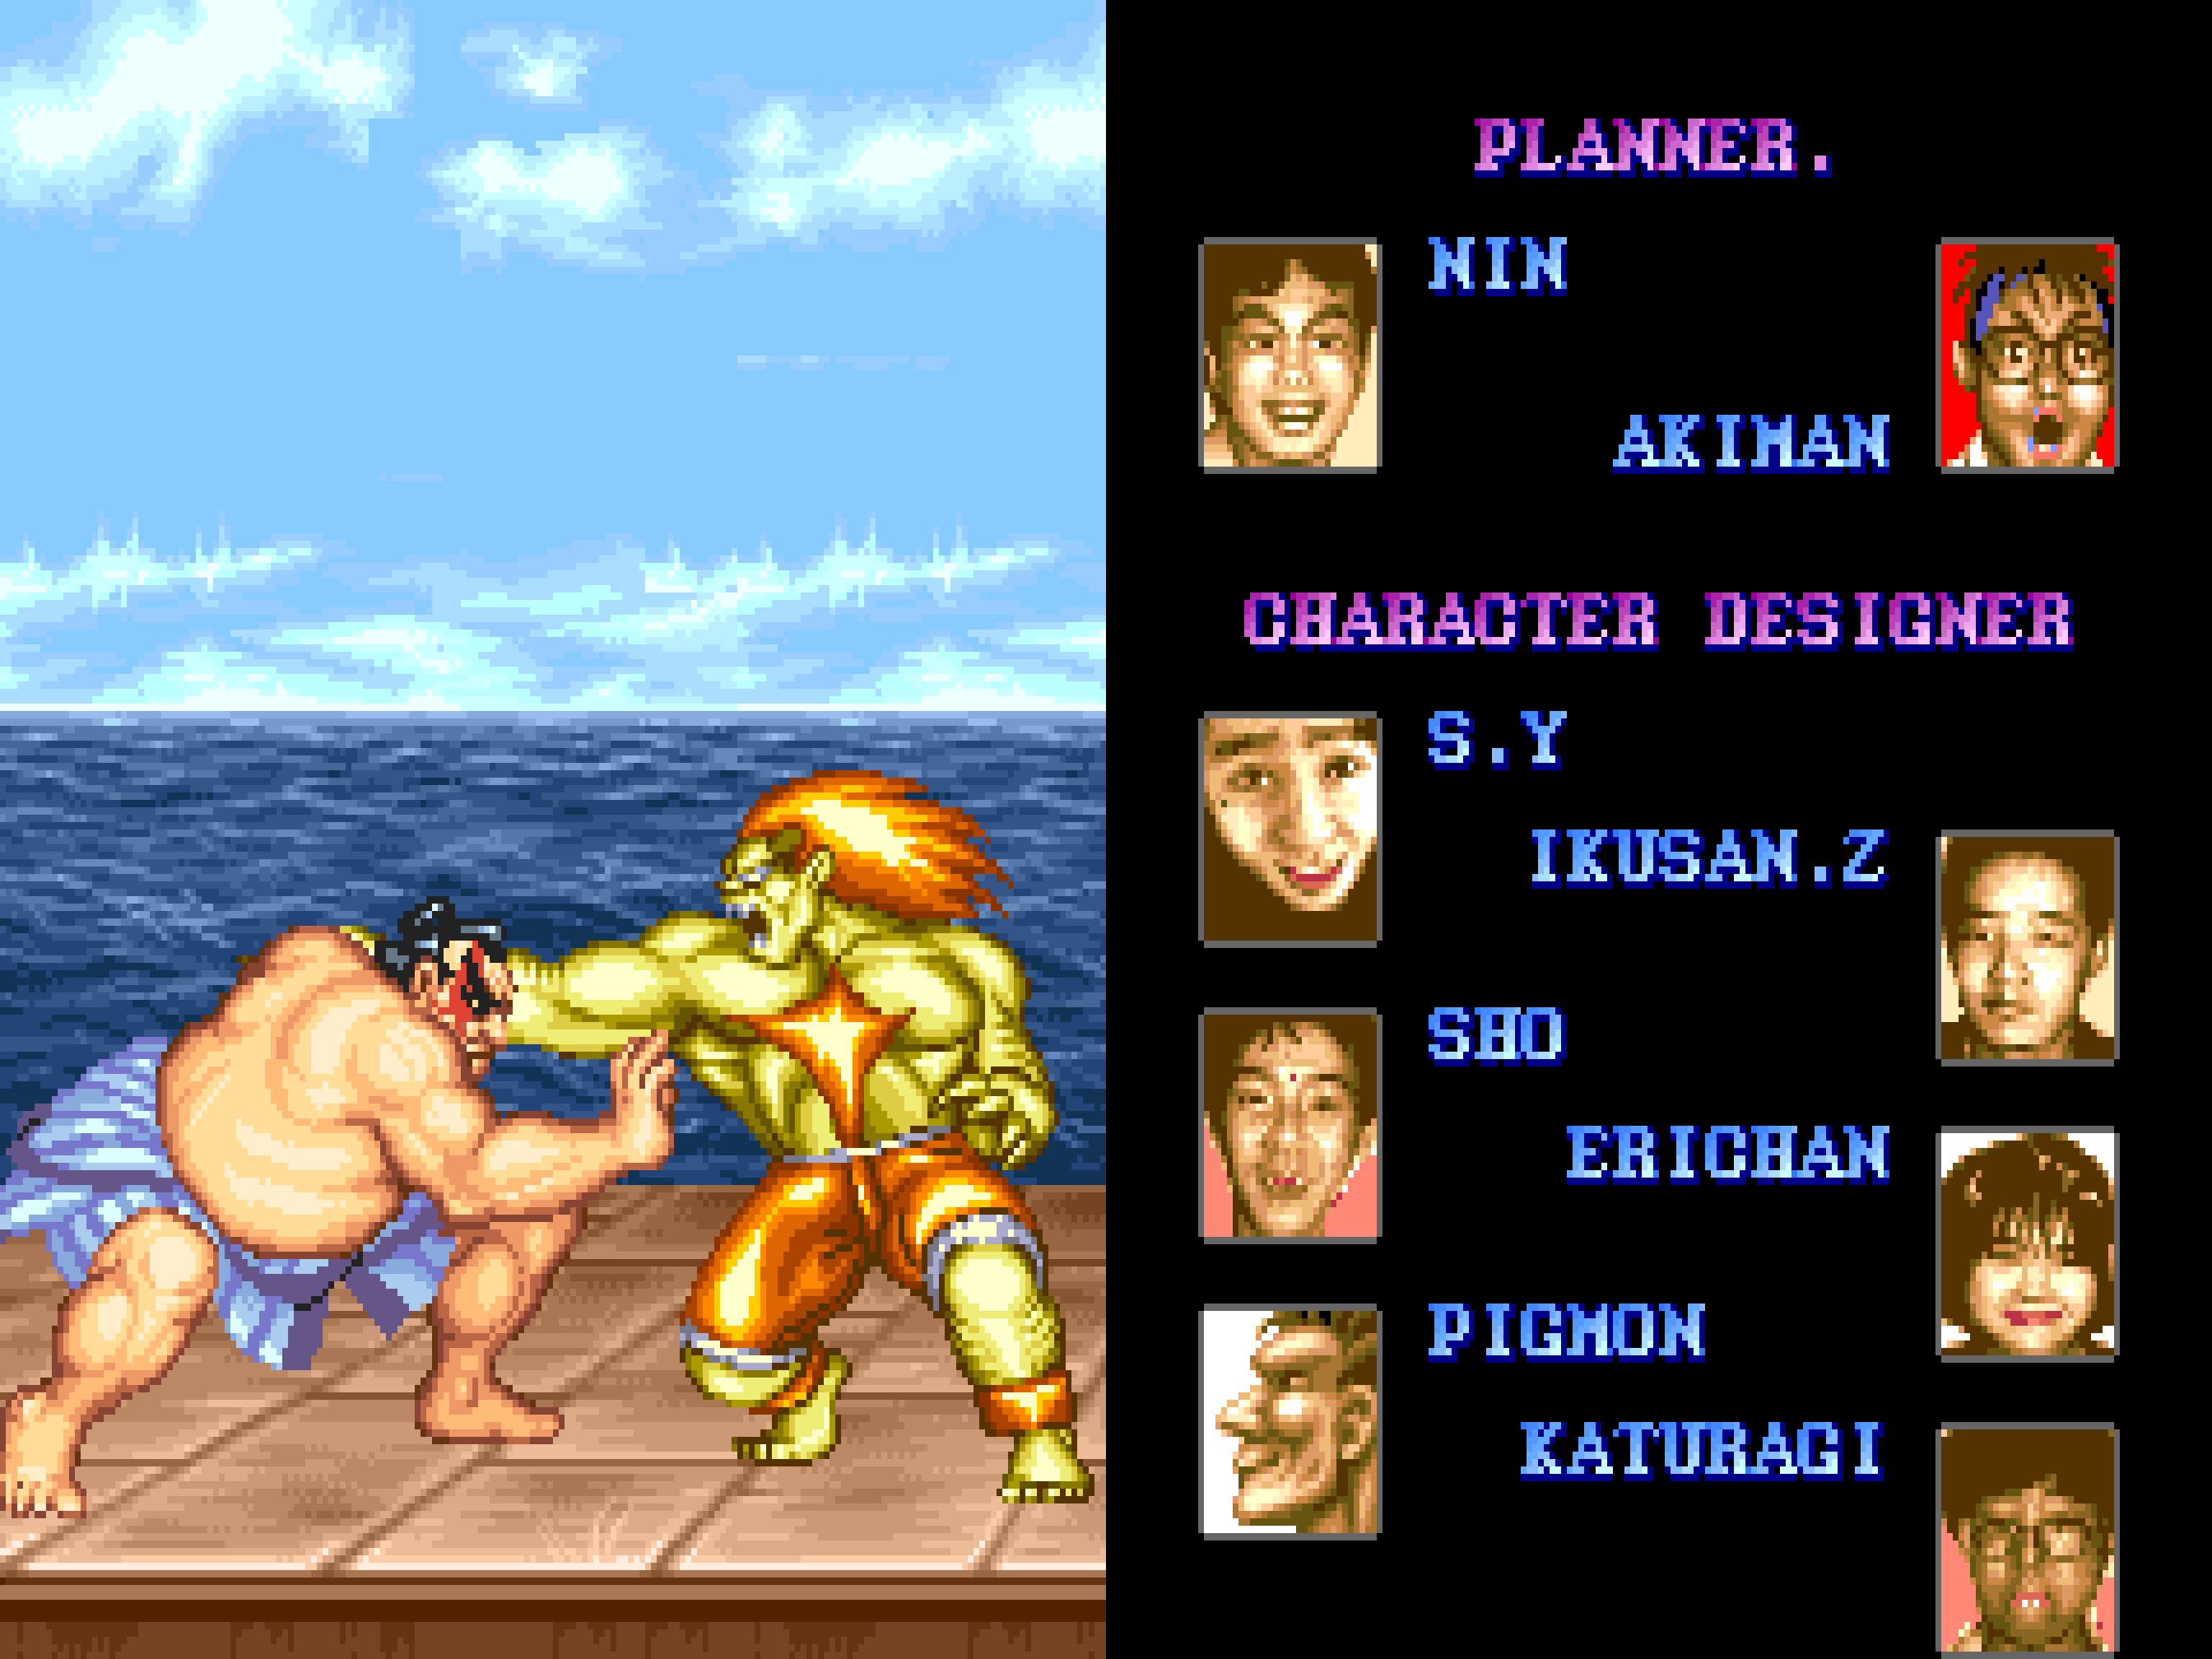 PLANNER.
NIN
AKIMAN
CHARACTER DESIGNER
S.Y
IKUSAN.Z
SHO
ERICHAN
PIGMON
KATURAGI